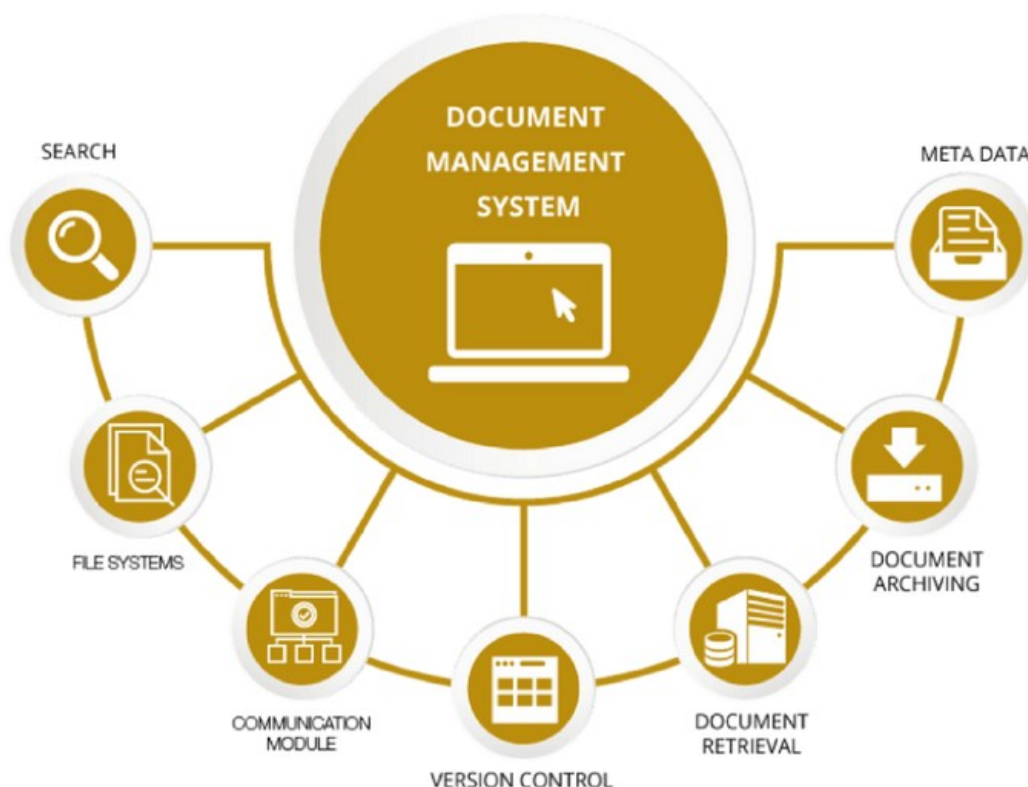 DOCUMENT
MANAGEMENT
SYSTEM
SEARCH
FILE SYSTEMS
COMMUNICATION
MODULE
VERSION CONTROL
DOCUMENT
RETRIEVAL
DOCUMENT
ARCHIVING
META DATA